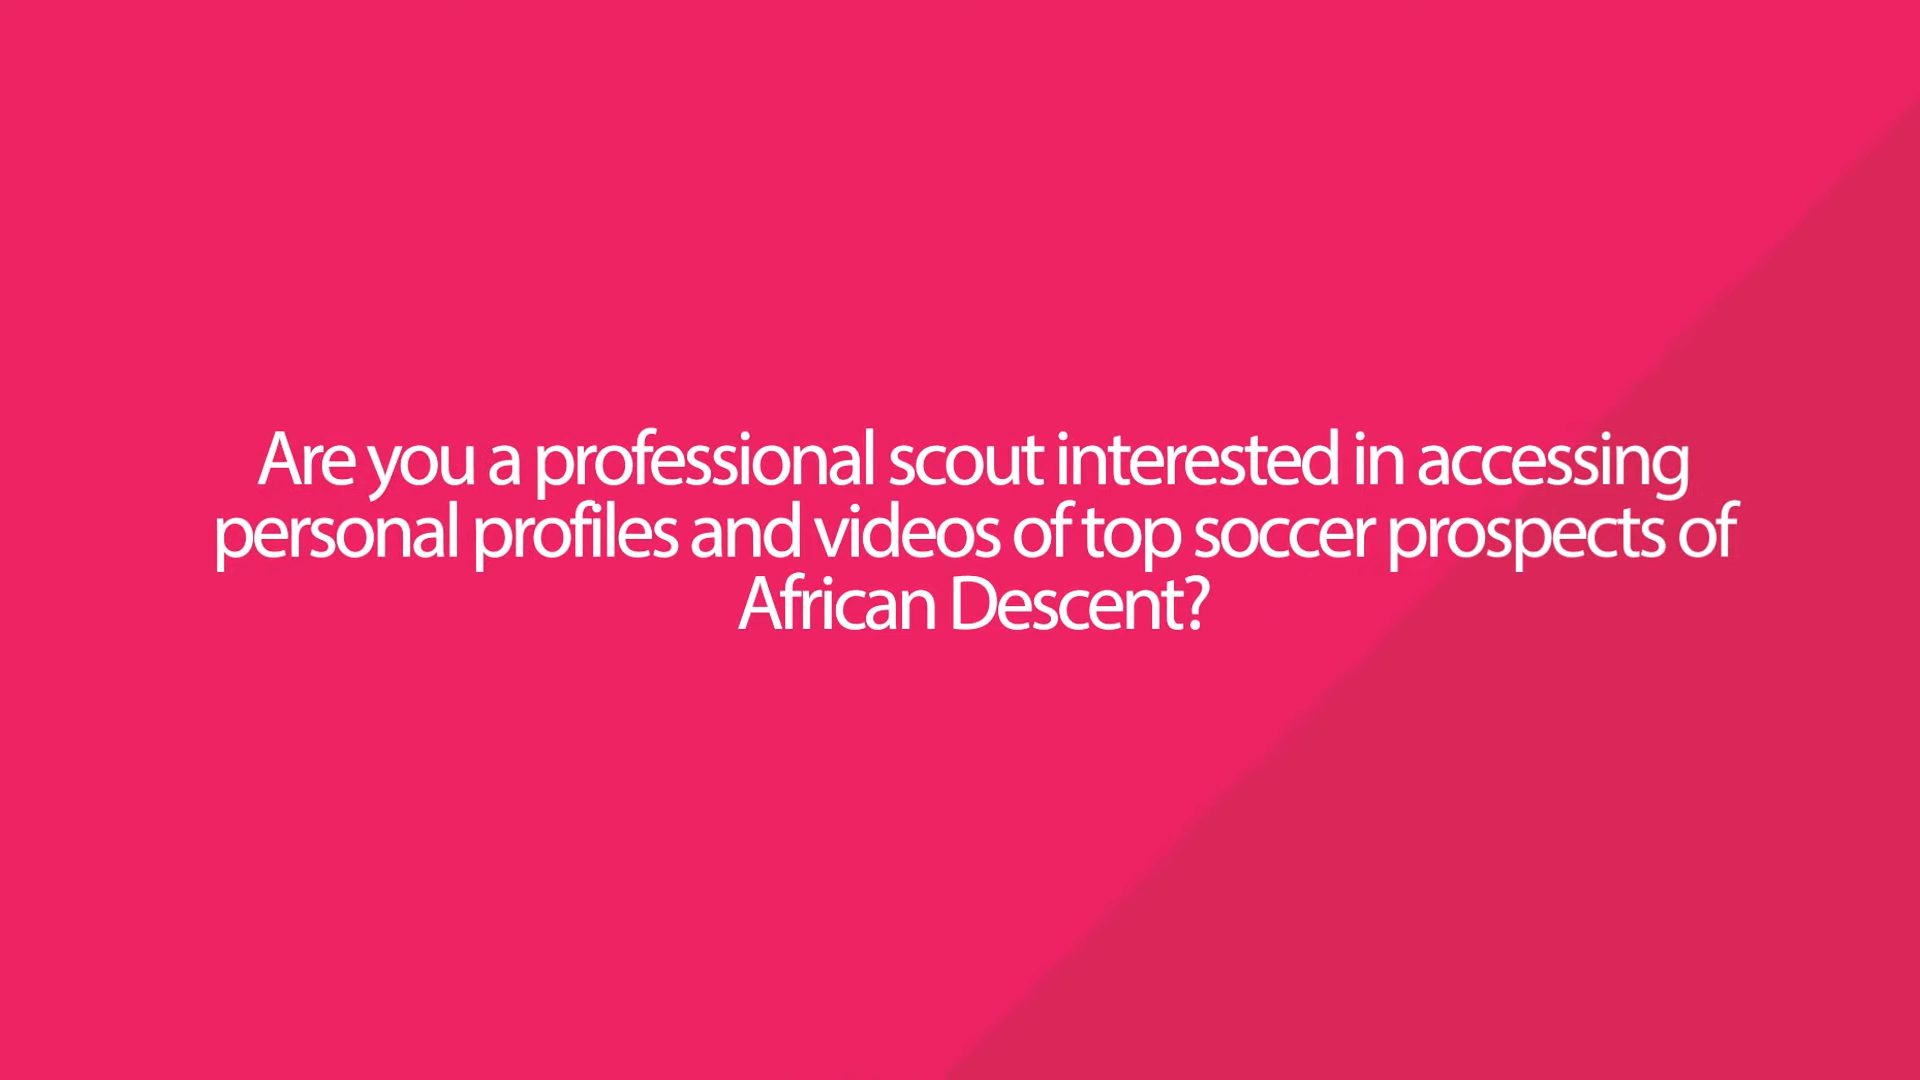 Are you a professional scout interested in accessing
personal profiles and videos of top soccer prospects of
African Descent?